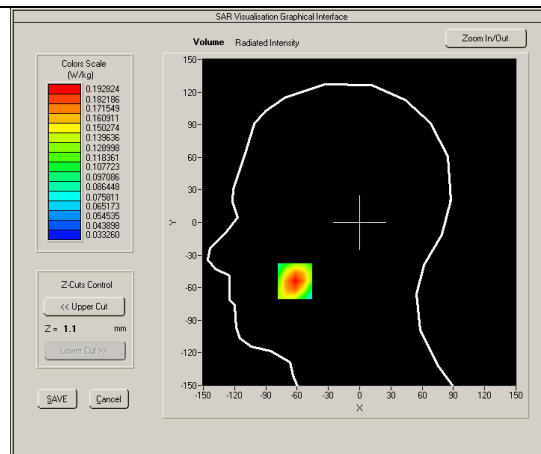 SAR Visualisation Graphical Interface
Volume Radiated Intensity
Zoom In/Out
Colors Scale
(W/kg)
0.192824
0.182186
0.171549
0.160911
0.150274
0.139636
0.128998
0.118361
0.107723
0.097086
0.086448
0.075811
0.065173
0.054535
0.043898
0.033260
Z-Cuts Control
<< Upper Cut
Z = 1.1 mm
Lower Cut >>
SAVE Cancel
150
120
90
60
30
0
-30
-60
-90
-120
-150
Y
-150 -120 -90 -60 -30 0 30 60 90 120 150
X